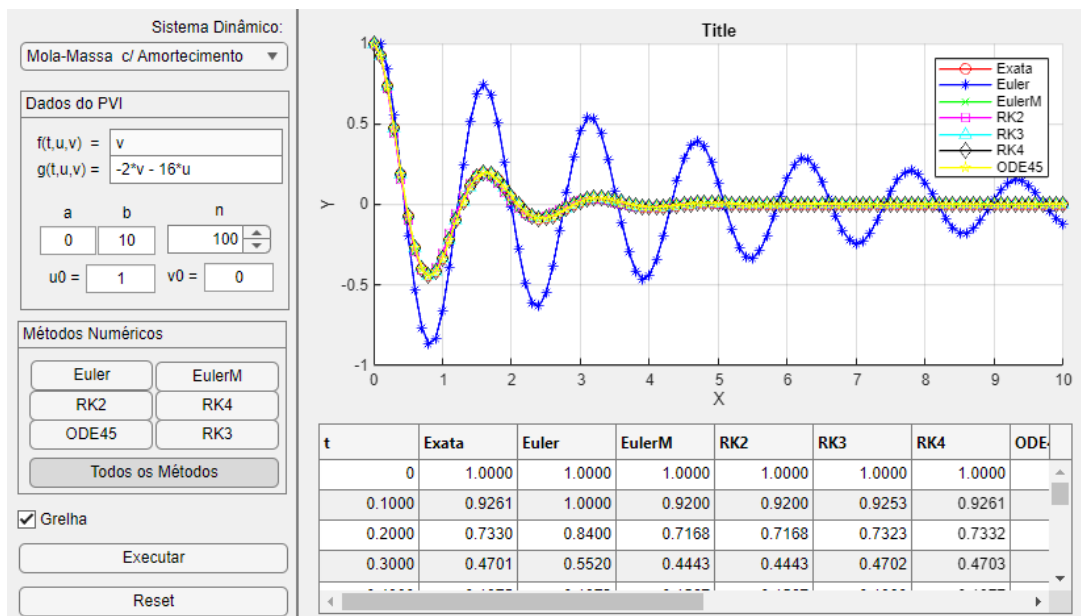 Sistema Dinâmico:
Mola-Massa c/ Amortecimento
Dados do PVI
f(t,u,v) = v
g(t,u,v) = -2*v - 16*u
a b n
0 10 100
u0 = 1 v0 = 0
Métodos Numéricos
Euler EulerM
RK2 RK4
ODE45 RK3
Todos os Métodos
Grelha
Executar
Reset
Title
Exata
Euler
EulerM
RK2
RK3
RK4
ODE45
1
0.5
0
-0.5
-1
Y
0 1 2 3 4 5 6 7 8 9 10
X
t Exata Euler EulerM RK2 RK3 RK4
0 1.0000 1.0000 1.0000 1.0000 1.0000 1.0000
0.1000 0.9261 1.0000 0.9200 0.9200 0.9253 0.9261
0.2000 0.7330 0.8400 0.7168 0.7168 0.7323 0.7332
0.3000 0.4701 0.5520 0.4443 0.4443 0.4702 0.4703